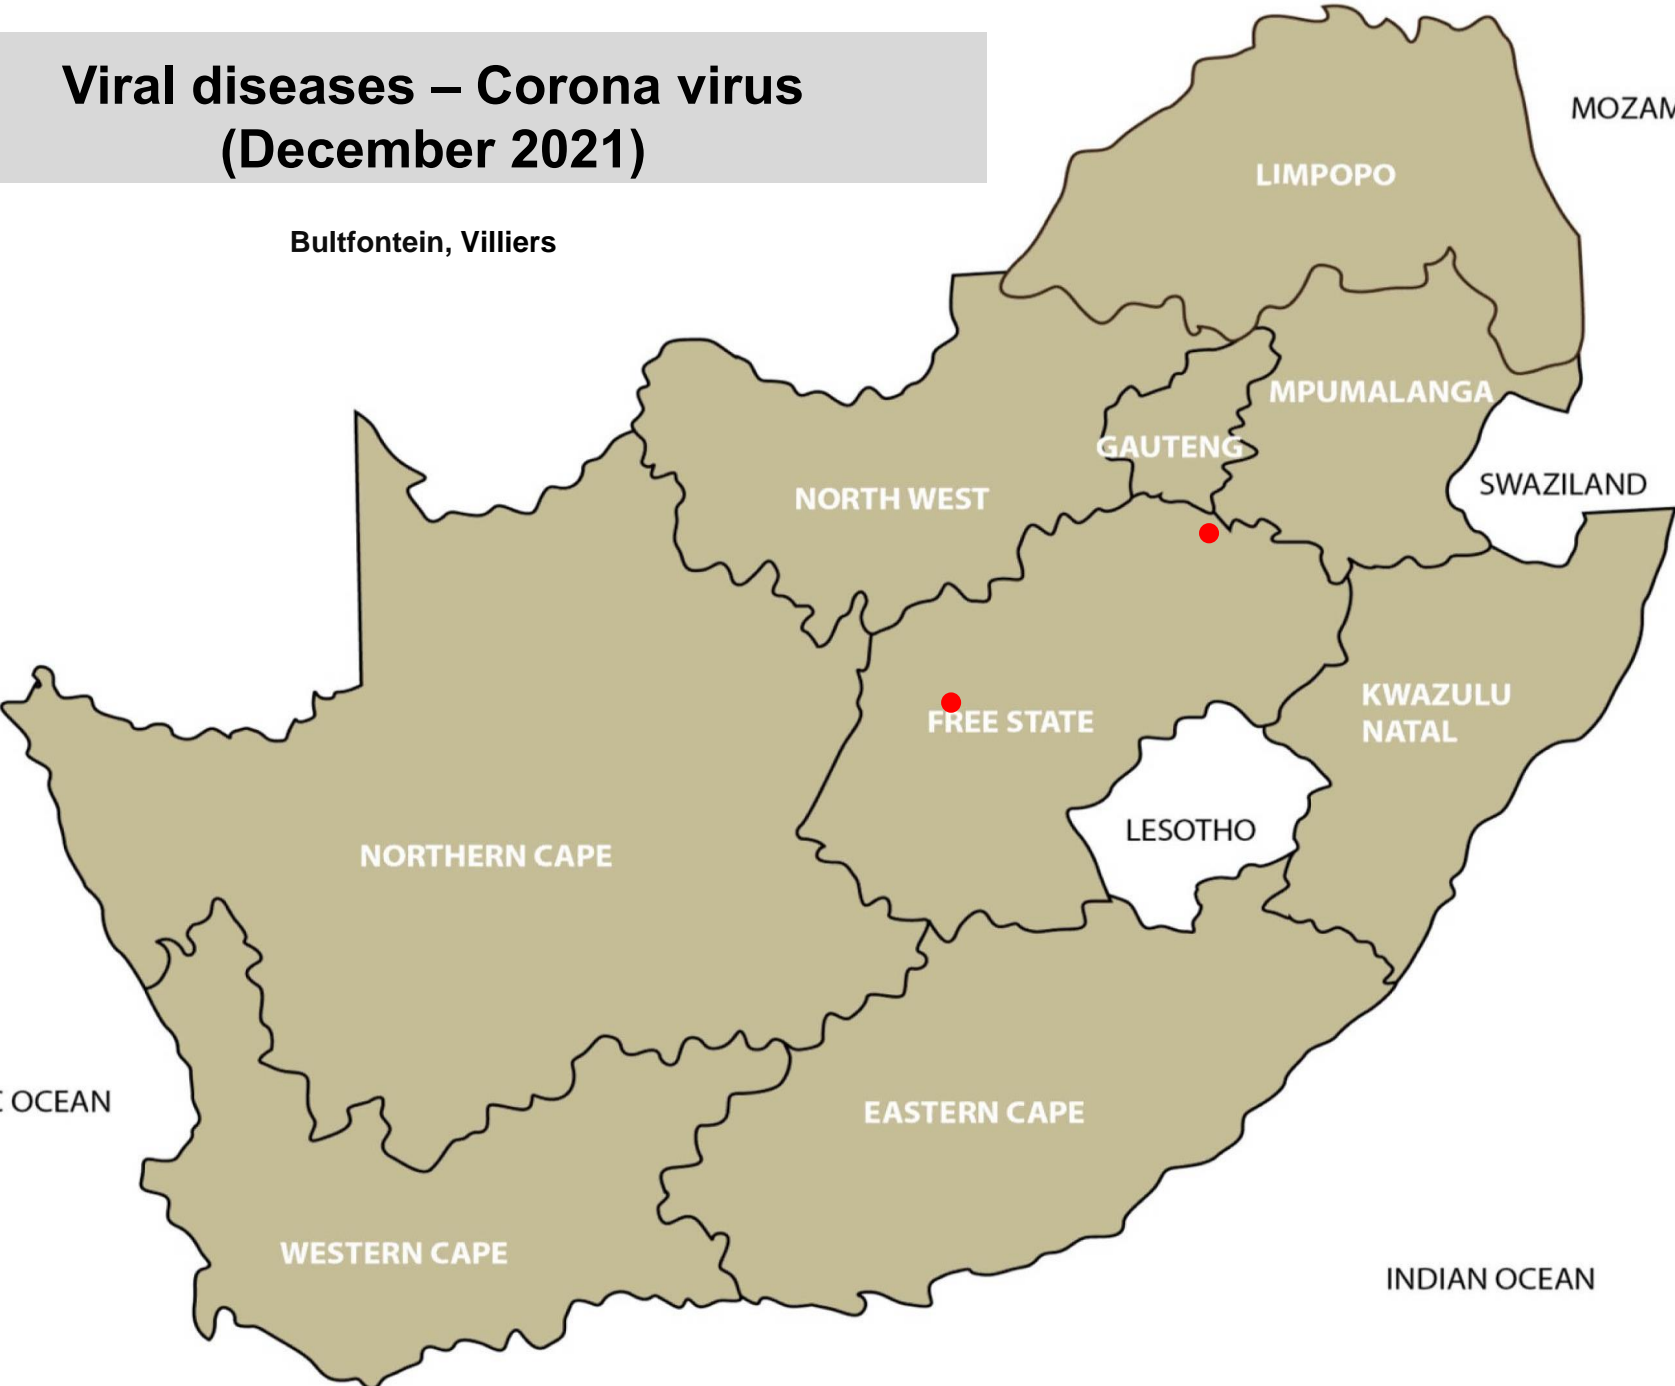 Viral diseases – Corona virus
(December 2021)
Bultfontein, Villiers
MOZAM
LIMPOPO
MPUMALANGA
GAUTENG
NORTH WEST
SWAZILAND
KWAZULU
NATAL
FREE STATE
LESOTHO
NORTHERN CAPE
C OCEAN
EASTERN CAPE
WESTERN CAPE
INDIAN OCEAN